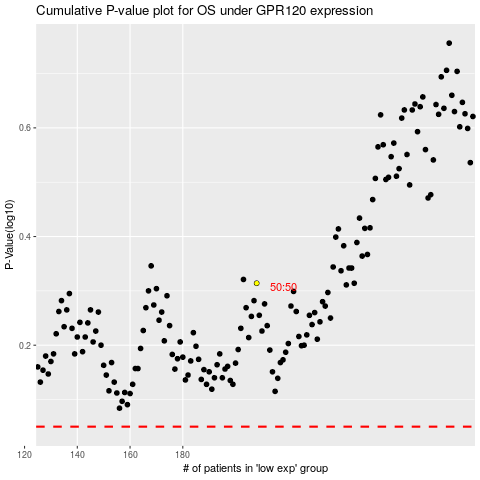 Cumulative P-value plot for OS under GPR120 expression
P-Value(log10)
0.6
0.4
0.2
50:50
120 160 180
# of patients in 'low exp' group